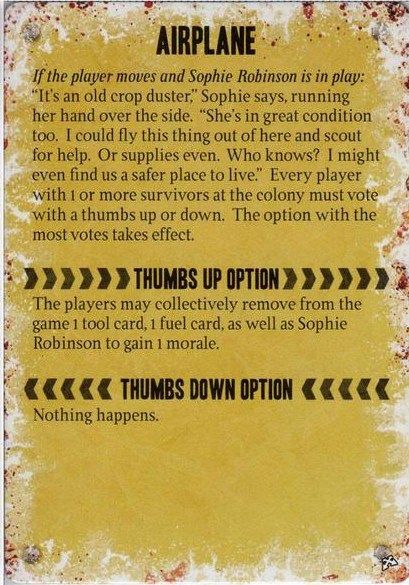 AIRPLANE
If the player moves and Sophie Robinson is in play:
“It’s an old crop duster,” Sophie says, running
her hand over the side. “She’s in great condition
too. I could fly this thing out of here and scout
for help. Or supplies even. Who knows? I might
even find us a safer place to live.” Every player
with 1 or more survivors at the colony must vote
with a thumbs up or down. The option with the
most votes takes effect.
THUMBS UP OPTION
The players may collectively remove from the
game 1 tool card, 1 fuel card, as well as Sophie
Robinson to gain 1 morale.
THUMBS DOWN OPTION
Nothing happens.